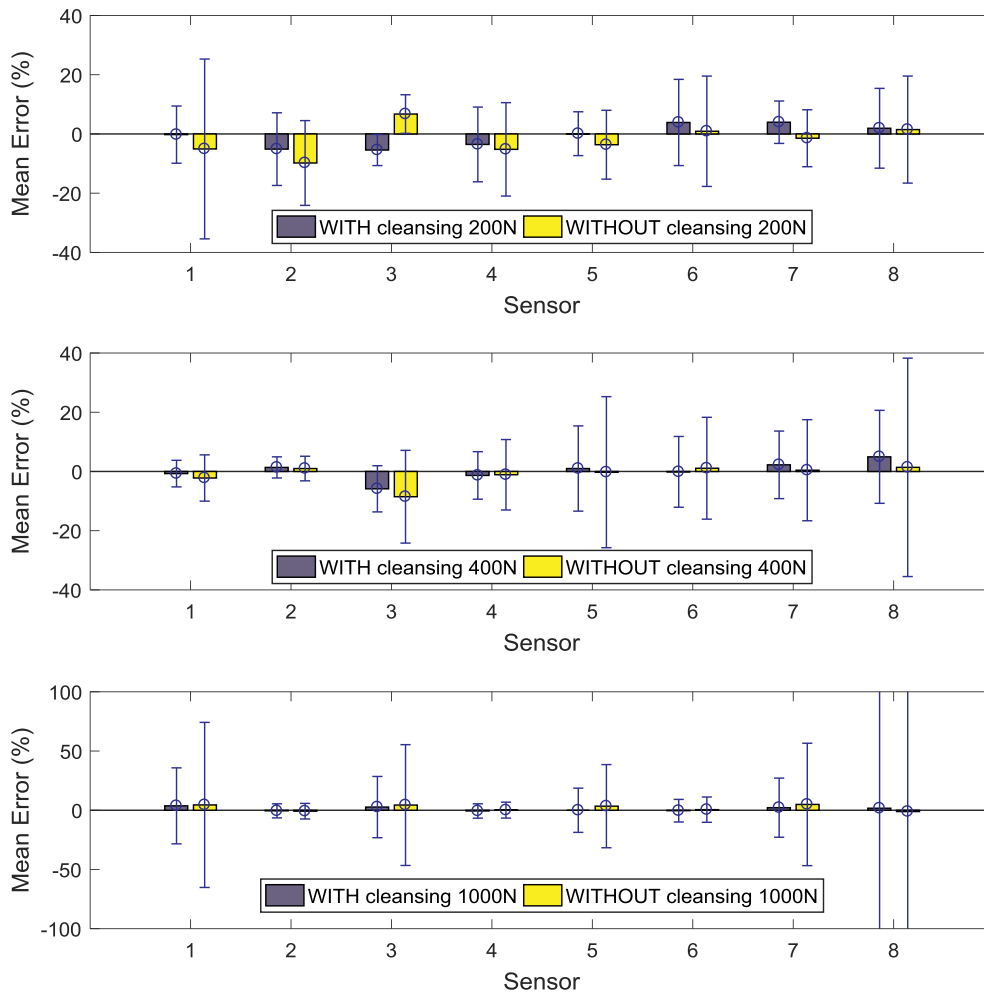 40
20
0
-20
-40
Mean Error (%)
WITH cleansing 200N WITHOUT cleansing 200N
1 2 3 4 5 6 7 8
Sensor
40
20
0
-20
-40
Mean Error (%)
WITH cleansing 400N WITHOUT cleansing 400N
1 2 3 4 5 6 7 8
Sensor
100
50
0
-50
-100
Mean Error (%)
WITH cleansing 1000N WITHOUT cleansing 1000N
1 2 3 4 5 6 7 8
Sensor